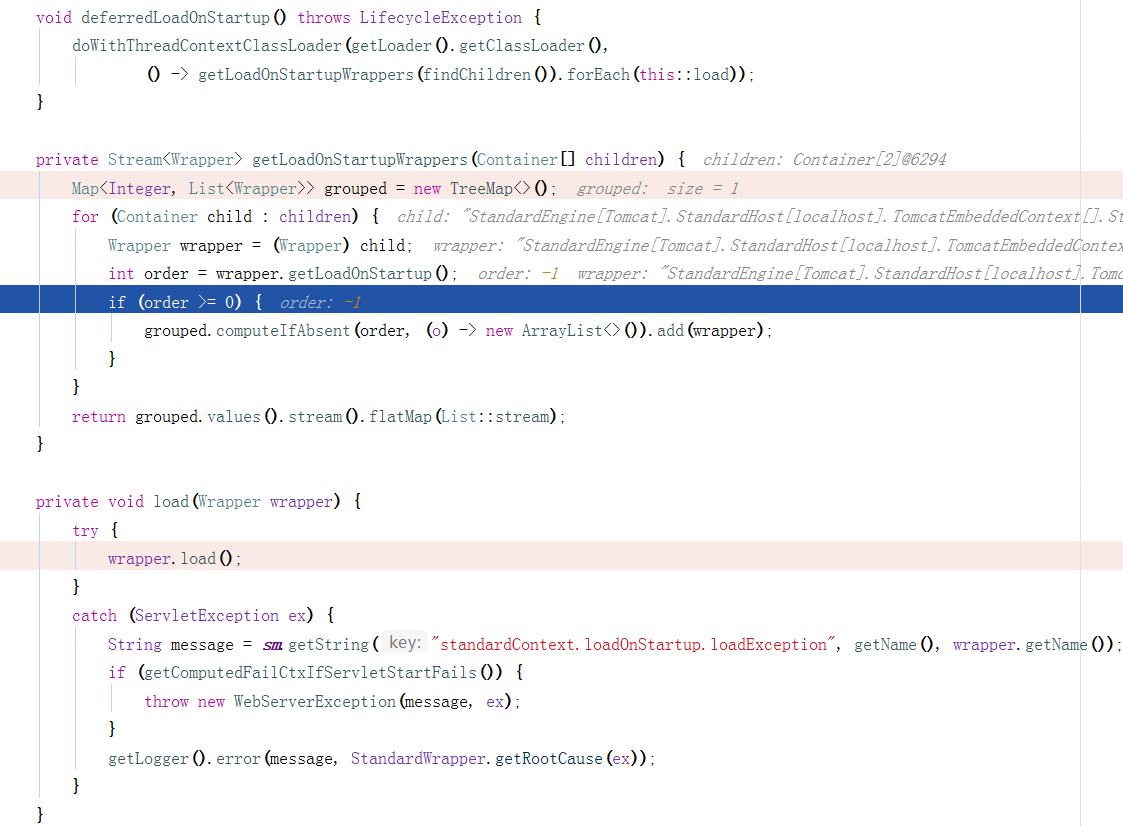 void deferredLoadOnStartup() throws LifecycleException {
doWithThreadContextClassLoader(getLoader().getClassLoader(),
() -> getLoadOnStartupWrappers(findChildren()).forEach(this::load));
}
private Stream<Wrapper> getLoadOnStartupWrappers(Container[] children) { children: Container[2]@6294
Map<Integer, List<Wrapper>> grouped = new TreeMap<>(); grouped: size = 1
for (Container child : children) { child: "StandardEngine[Tomcat].StandardHost[localhost].TomcatEmbeddedContext[].St
Wrapper wrapper = (Wrapper) child; wrapper: "StandardEngine[Tomcat].StandardHost[localhost].TomcatEmbeddedContex
int order = wrapper.getLoadOnStartup(); order: -1 wrapper: "StandardEngine[Tomcat].StandardHost[localhost].Tomc
if (order >= 0) { order: -1
grouped.computeIfAbsent(order, (o) -> new ArrayList<>()).add(wrapper);
}
}
return grouped.values().stream().flatMap(List::stream);
}
private void load(Wrapper wrapper) {
try {
wrapper.load();
}
catch (ServletException ex) {
String message = sm.getString( key: "standardContext.loadOnStartup.loadException", getName(), wrapper.getName());
if (getComputedFailCtxIfServletStartFails()) {
throw new WebServerException(message, ex);
}
getLogger().error(message, StandardWrapper.getRootCause(ex));
}
}